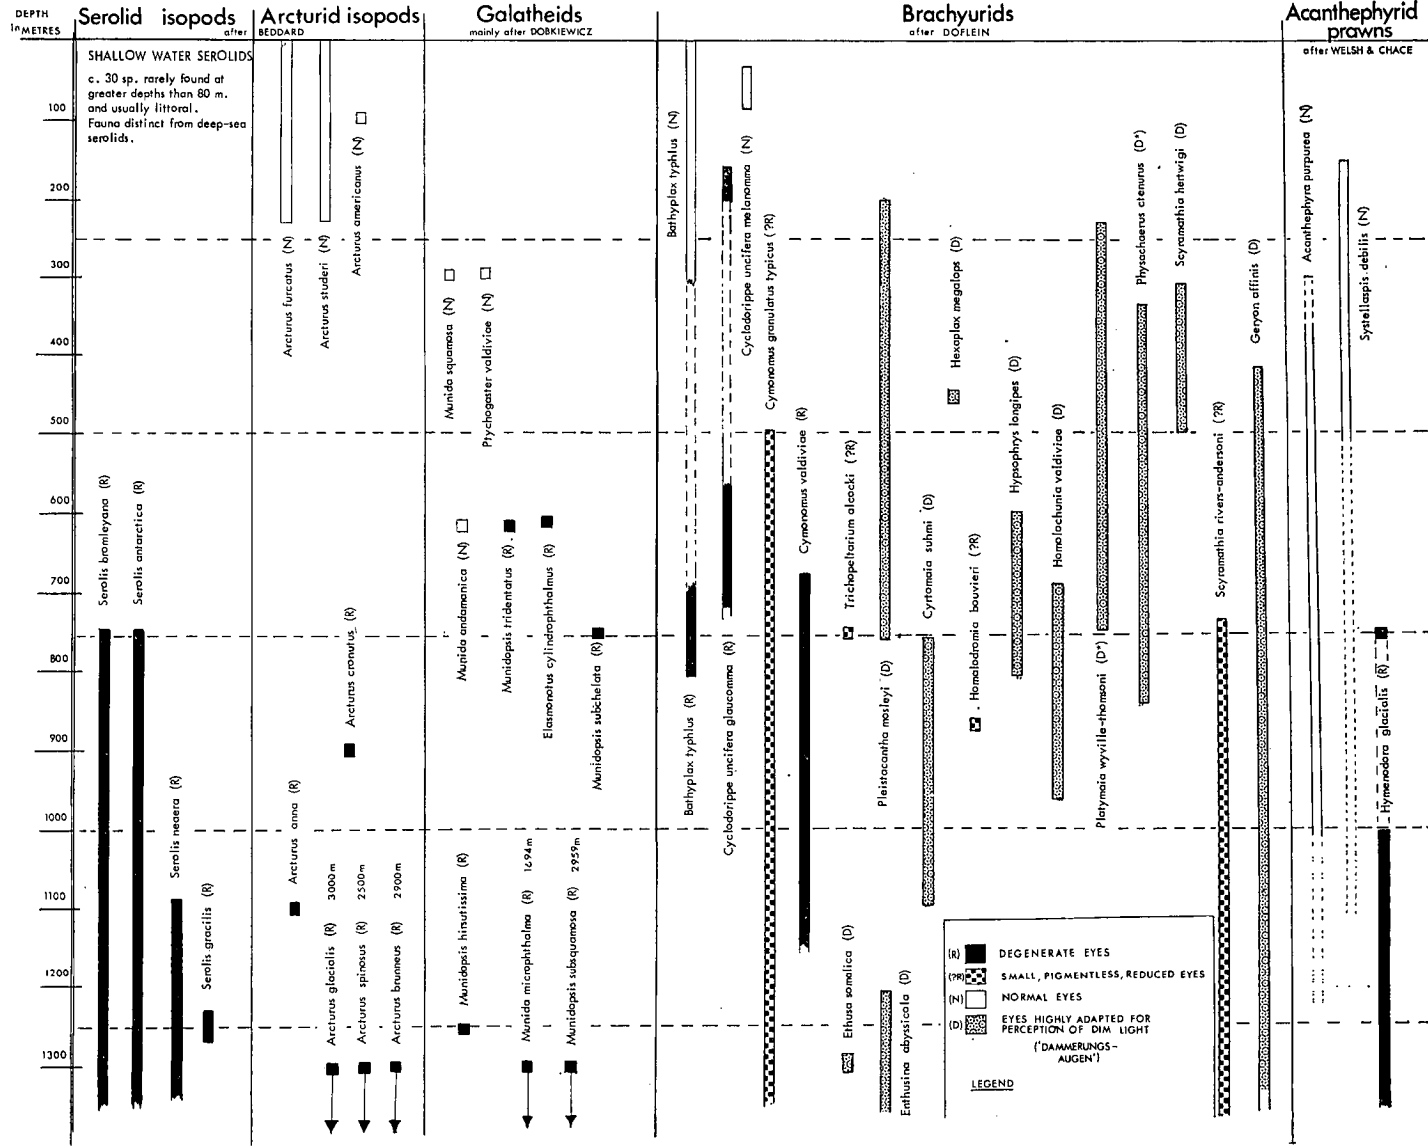 DEPTH
In METRES
Serolid isopods
after
Arcturid isopods
BEDDARD
Galatheids
mainly after DOBKIEWICZ
Brachyurids
after DOFLEIN
Acanthephyrid
prawns
after WELSH & CHACE
SHALLOW WATER SEROLIDS
c. 30 sp. rarely found at
greater depths than 80 m.
and usually littoral.
Fauna distinct from deep-sea
serolids.
100
200
300
400
500
600
700
800
900
1000
1100
1200
1300
Serolis bromleyana (R)
Serolis antarctica (R)
Serolis neaera (R)
Serolis gracilis (R)
Arcturus furcatus (N)
Arcturus studeri (N)
Arcturus americanus (N)
Arcturus cronutus (R)
Arcturus anna (R)
Arcturus glacialis (R) 3000m
Arcturus spinosus (R) 2500m
Arcturus brunneus (R) 2900m
Munida squamosa (N)
Ptychogaster valdiviae (N)
Munida andamanica (N)
Munidopsis tridentatus (R)
Elasmonotus cylindrophthalmus (R)
Munidopsis subchelata (R)
Munidopsis hirsutissima (R)
Munida microphthalma (R) 1694m
Munidopsis subsquamosa (R) 2959m
Bathyplax typhlus (N)
Bathyplax typhlus (R)
Cyclodorippe uncifera glaucomma (R)
Cyclodorippe uncifera melanomma (N)
Cymonomus granulatus typicus (?R)
Cymonomus valdiviae (R)
Trichopeltarium alcocki (?R)
Ethusa somalica (D)
Pleistacantha mosleyi (D)
Enthusina abyssicola (D)
Cyrtomaia suhmi (D)
Hexaplax megalops (D)
Homalodromia bouvieri (?R)
Hypsophrys longipes (D)
Homolochunia valdiviae (D)
Platymaia wyville-thomsoni (D*)
Physachaerus ctenurus (D*)
Scyramathia hertwigi (D)
Scyramathia rivers-andersoni (?R)
Geryon affinis (D)
Acanthephyra purpurea (N)
Systellaspis debilis (N)
Hymenodora glacialis (R)
(R) DEGENERATE EYES
(?R) SMALL, PIGMENTLESS, REDUCED EYES
(N) NORMAL EYES
(D) EYES HIGHLY ADAPTED FOR
PERCEPTION OF DIM LIGHT
('DAMMERUNGS-
AUGEN')
LEGEND